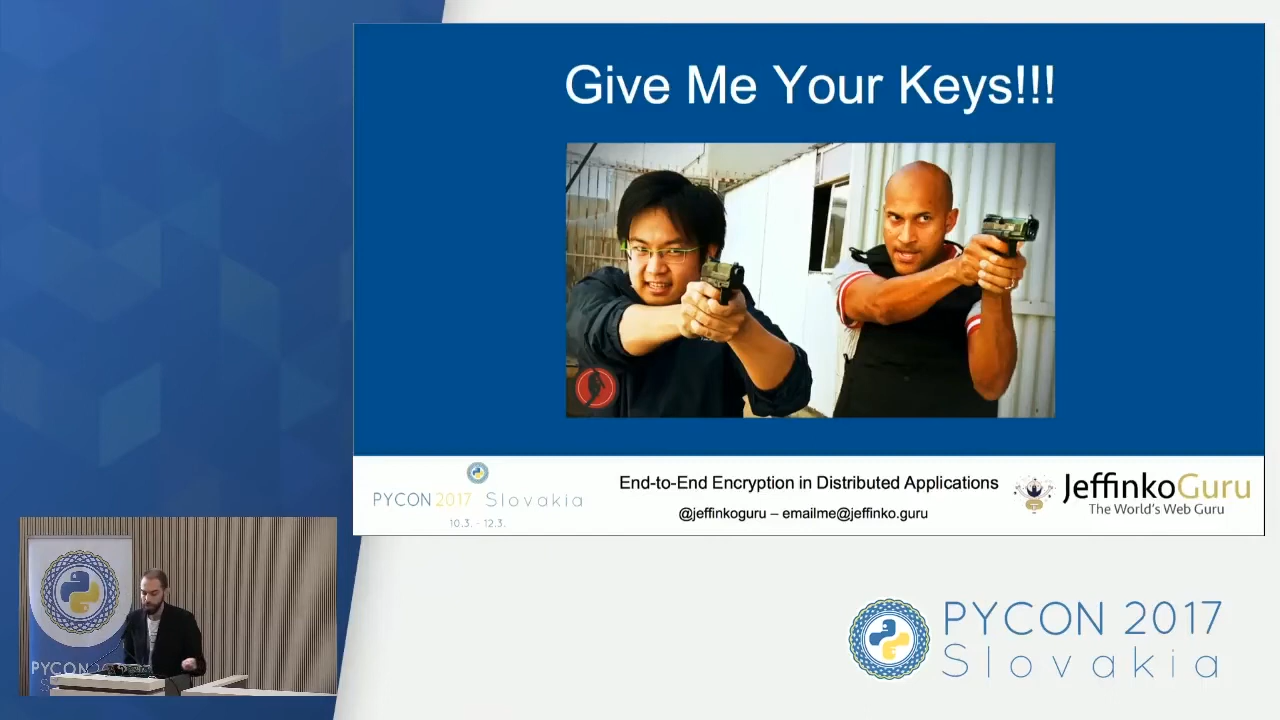 Give Me Your Keys!!!
PYCON 2017 Slovakia
10.3. - 12.3.
End-to-End Encryption in Distributed Applications
@jeffinkoguru – emailme@jeffinko.guru
JeffinkoGuru
The World's Web Guru
PYCON
PYCON 2017
Slovakia